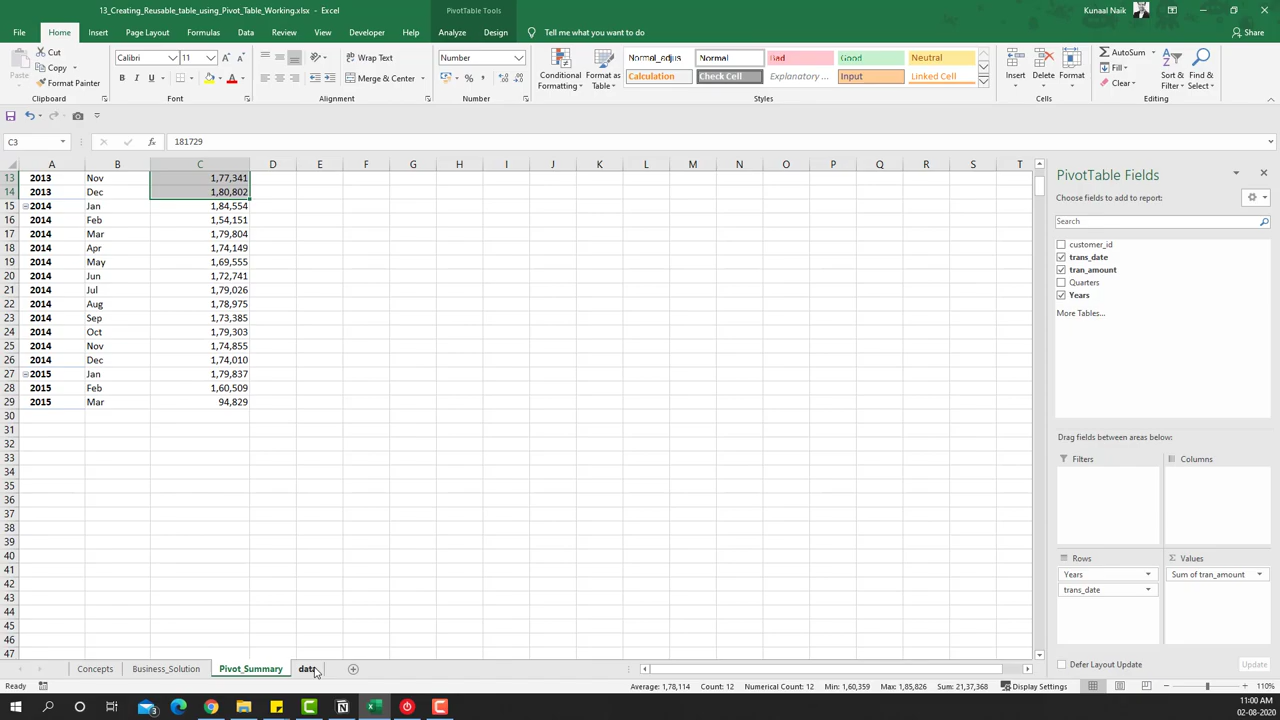 13_Creating_Reusable_table_using_Pivot_Table_Working.xlsx - Excel
PivotTable Tools
Kunaal Naik
File Home Insert Page Layout Formulas Data Review View Developer Help Analyze Design Tell me what you want to do Share
Paste
Cut
Copy
Format Painter
Clipboard
Calibri 11
B I U
Font
Wrap Text
Merge & Center
Alignment
Number
%
Number
Conditional Formatting
Format as Table
Normal_adjus Normal Bad Good Neutral
Calculation Check Cell Explanatory ... Input Linked Cell
Styles
Insert Delete Format
Cells
AutoSum
Fill
Clear
Sort & Filter
Find & Select
Editing
C3 fx 181729
A B C D E F G H I J K L M N O P Q R S T
13 2013 Nov 1,77,341
14 2013 Dec 1,80,802
15 2014 Jan 1,84,554
16 2014 Feb 1,54,151
17 2014 Mar 1,79,804
18 2014 Apr 1,74,149
19 2014 May 1,69,555
20 2014 Jun 1,72,741
21 2014 Jul 1,79,026
22 2014 Aug 1,78,975
23 2014 Sep 1,73,385
24 2014 Oct 1,79,303
25 2014 Nov 1,74,855
26 2014 Dec 1,74,010
27 2015 Jan 1,79,837
28 2015 Feb 1,60,509
29 2015 Mar 94,829
30
31
32
33
34
35
36
37
38
39
40
41
42
43
44
45
46
47
PivotTable Fields
Choose fields to add to report:
Search
customer_id
trans_date
tran_amount
Quarters
Years
More Tables...
Drag fields between areas below:
Filters Columns
Rows Σ Values
Years Sum of tran_amount
trans_date
Defer Layout Update Update
Concepts Business_Solution Pivot_Summary data
Ready Average: 1,78,114 Count: 12 Numerical Count: 12 Min: 1,60,359 Max: 1,85,826 Sum: 21,37,368 Display Settings 110%
11:00 AM
02-08-2020